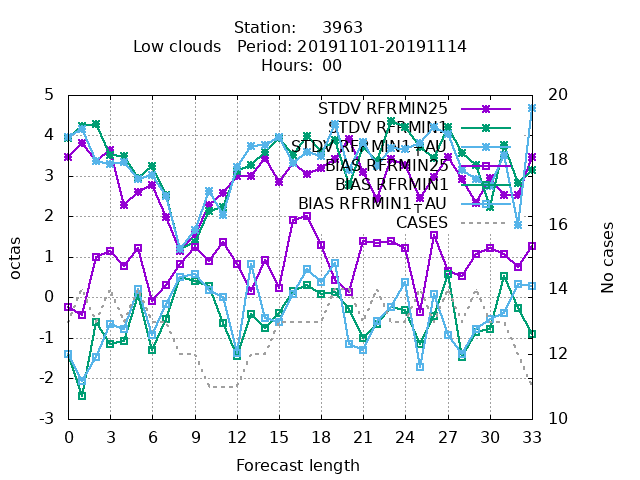 Station: 3963
Low clouds Period: 20191101-20191114
Hours: 00
5
4
3
2
1
0
-1
-2
-3
20
18
16
14
12
10
0 3 6 9 12 15 18 21 24 27 30 33
octas
No cases
Forecast length
STDV RFRMIN25
STDV RFRMIN1
STDV RFRMIN1+AU
BIAS RFRMIN25
BIAS RFRMIN1
BIAS RFRMIN1+AU
CASES